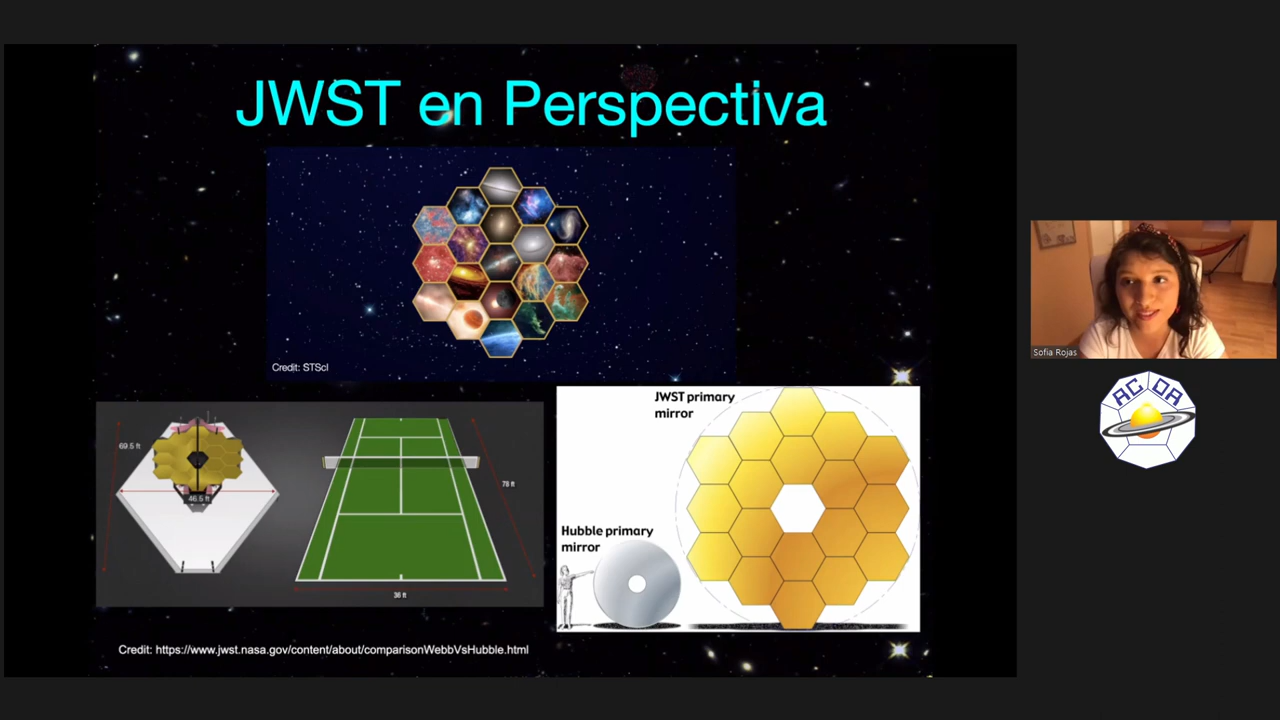 JWST en Perspectiva
Credit: STScI
69.5 ft
46.5 ft
78 ft
36 ft
JWST primary
mirror
Hubble primary
mirror
Credit: https://www.jwst.nasa.gov/content/about/comparisonWebbVsHubble.html
Sofia Rojas
AC OA